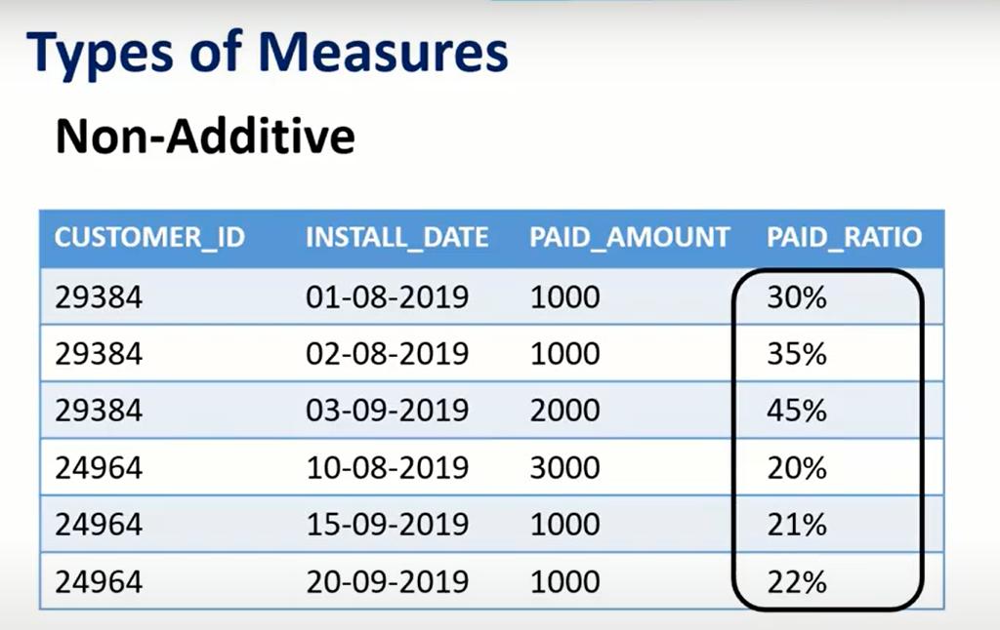 Types of Measures
Non-Additive
CUSTOMER_ID INSTALL_DATE PAID_AMOUNT PAID_RATIO
29384 01-08-2019 1000 30%
29384 02-08-2019 1000 35%
29384 03-09-2019 2000 45%
24964 10-08-2019 3000 20%
24964 15-09-2019 1000 21%
24964 20-09-2019 1000 22%